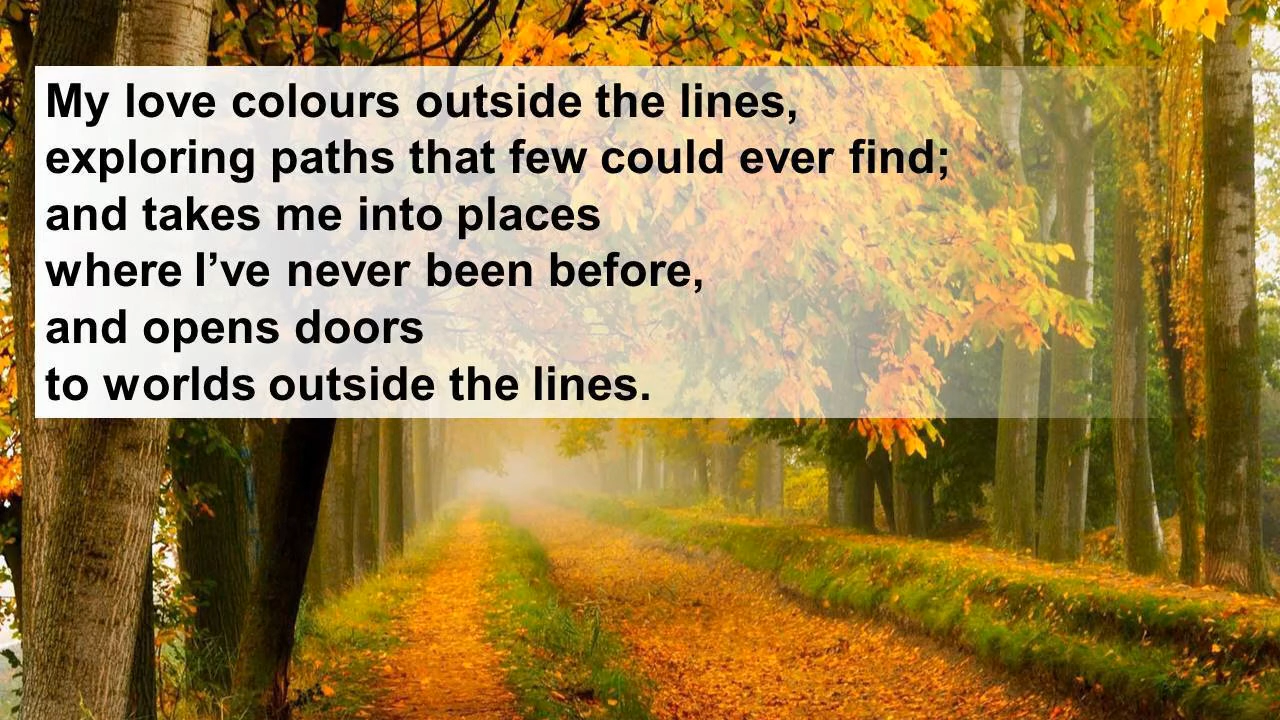 My love colours outside the lines,
exploring paths that few could ever find;
and takes me into places
where I’ve never been before,
and opens doors
to worlds outside the lines.